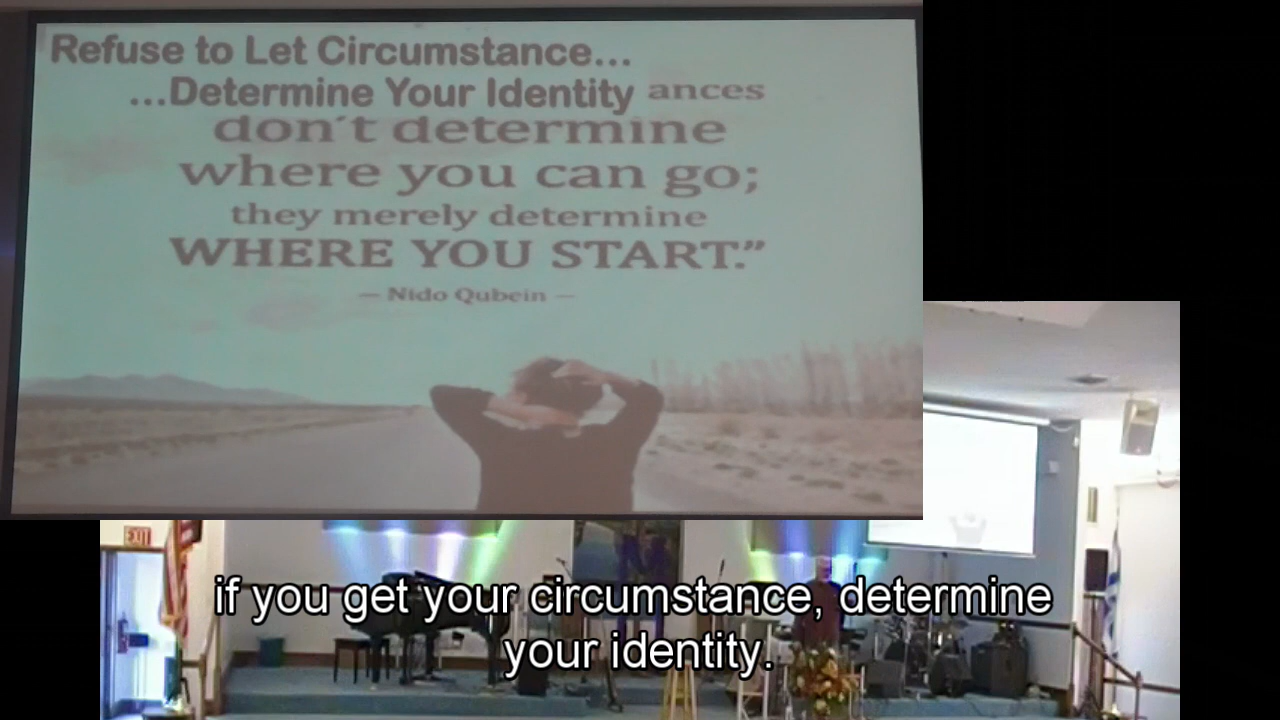 Refuse to Let Circumstance...
...Determine Your Identity ances
don't determine
where you can go;
they merely determine
WHERE YOU START."
— Nido Qubein —
EXIT
if you get your circumstance, determine
your identity.